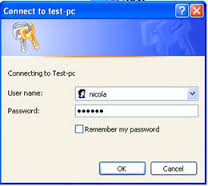 Connect to test-pc
Connecting to Test-pc
User name:
nicola
Password:
••••••
Remember my password
OK
Cancel